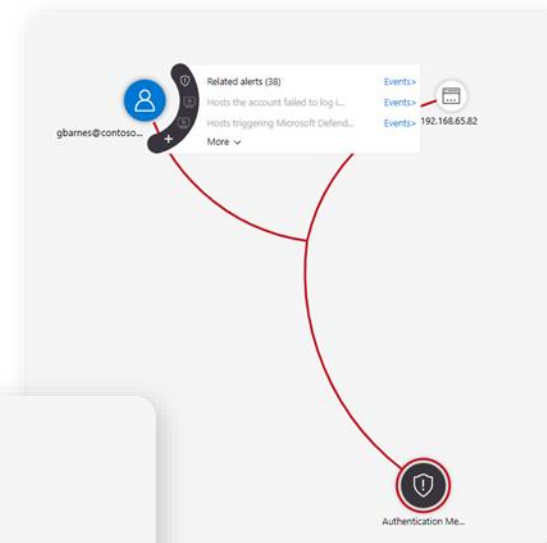 Related alerts (38) Events>
Hosts the account failed to log i... Events>
Hosts triggering Microsoft Defend... Events>
More
gbarnes@contoso...
192.168.65.82
Authentication Me...